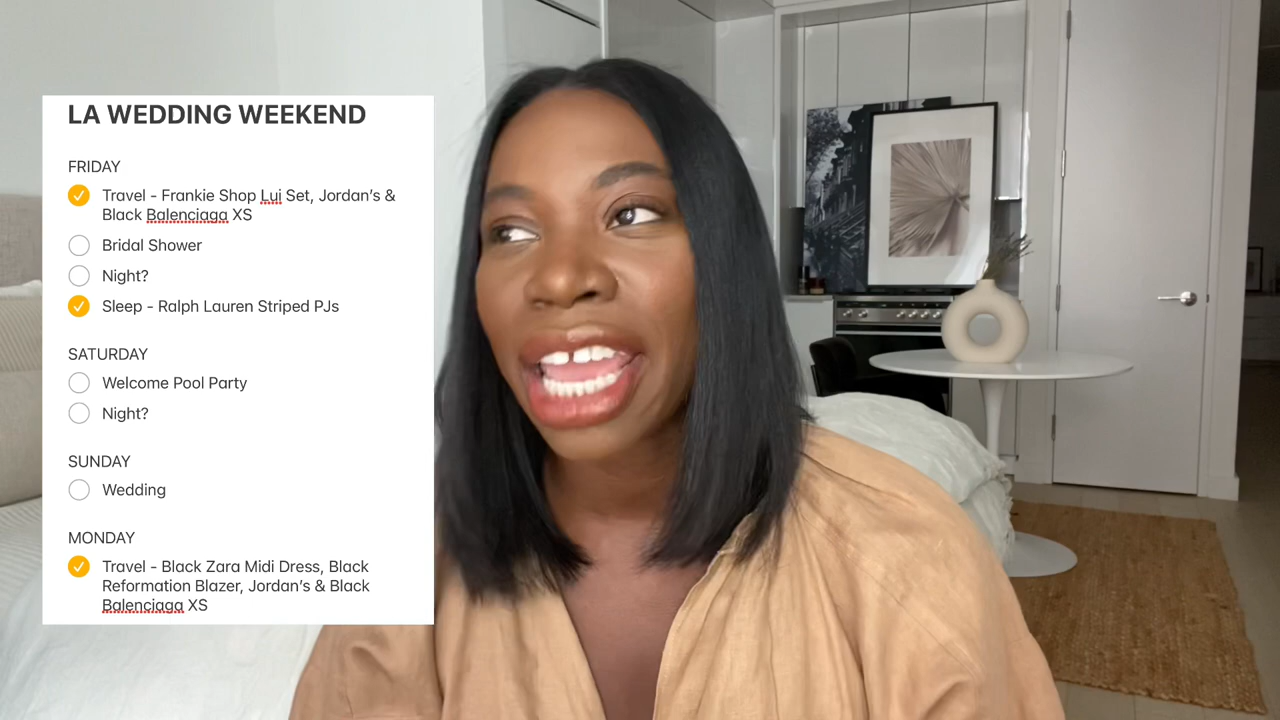 LA WEDDING WEEKEND
FRIDAY
Travel - Frankie Shop Lui Set, Jordan's &
Black Balenciaga XS
Bridal Shower
Night?
Sleep - Ralph Lauren Striped PJs
SATURDAY
Welcome Pool Party
Night?
SUNDAY
Wedding
MONDAY
Travel - Black Zara Midi Dress, Black
Reformation Blazer, Jordan's & Black
Balenciaga XS